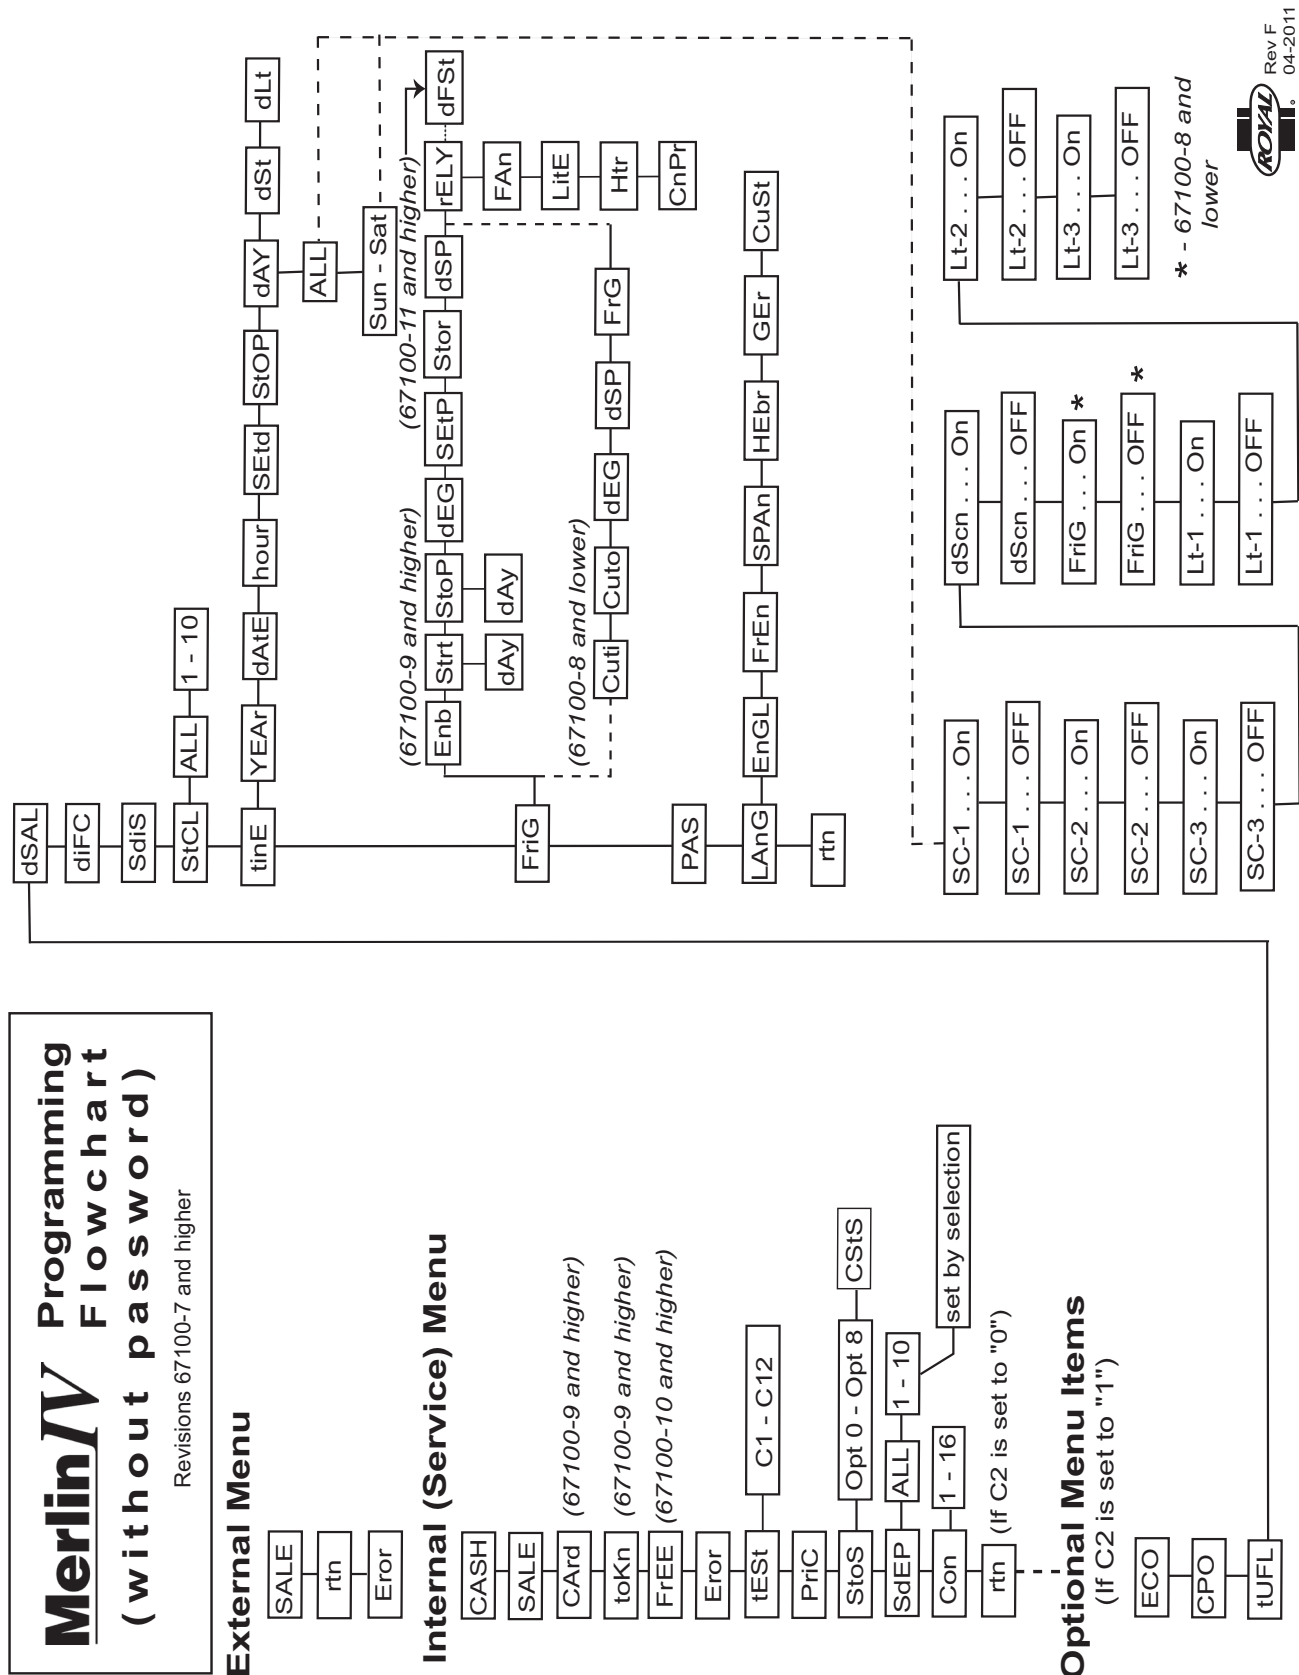 MerlinIV Programming
Flowchart
(without password)
Revisions 67100-7 and higher
External Menu
SALE
rtn
Eror
Internal (Service) Menu
CASH
SALE
CArd (67100-9 and higher)
toKn (67100-9 and higher)
FrEE (67100-10 and higher)
Eror
tESt C1 - C12
PriC
StoS Opt 0 - Opt 8 CStS
SdEP ALL 1 - 10
set by selection
Con 1 - 16
rtn (If C2 is set to "0")
Optional Menu Items
(If C2 is set to "1")
ECO
CPO
tUFL
dSAL
diFC
SdiS
StCL ALL 1 - 10
tinE YEAr dAtE hour SEtd StOP dAY dSt dLt
ALL
Sun - Sat
(67100-9 and higher) (67100-11 and higher)
Enb Strt StoP dEG SEtP Stor dSP rELY dFSt
dAy dAy
FAn
LitE
Htr
CnPr
FriG
(67100-8 and lower)
Cuti Cuto dEG dSP FrG
PAS
LAnG EnGL FrEn SPAn HEbr GEr CuSt
rtn
SC-1 . . . On
SC-1 . . . OFF
SC-2 . . . On
SC-2 . . . OFF
SC-3 . . . On
SC-3 . . . OFF
dScn . . . On
dScn . . . OFF
FriG . . . On *
FriG . . . OFF *
Lt-1 . . . On
Lt-1 . . . OFF
Lt-2 . . . On
Lt-2 . . . OFF
Lt-3 . . . On
Lt-3 . . . OFF
* - 67100-8 and
lower
ROYAL
Rev F
04-2011